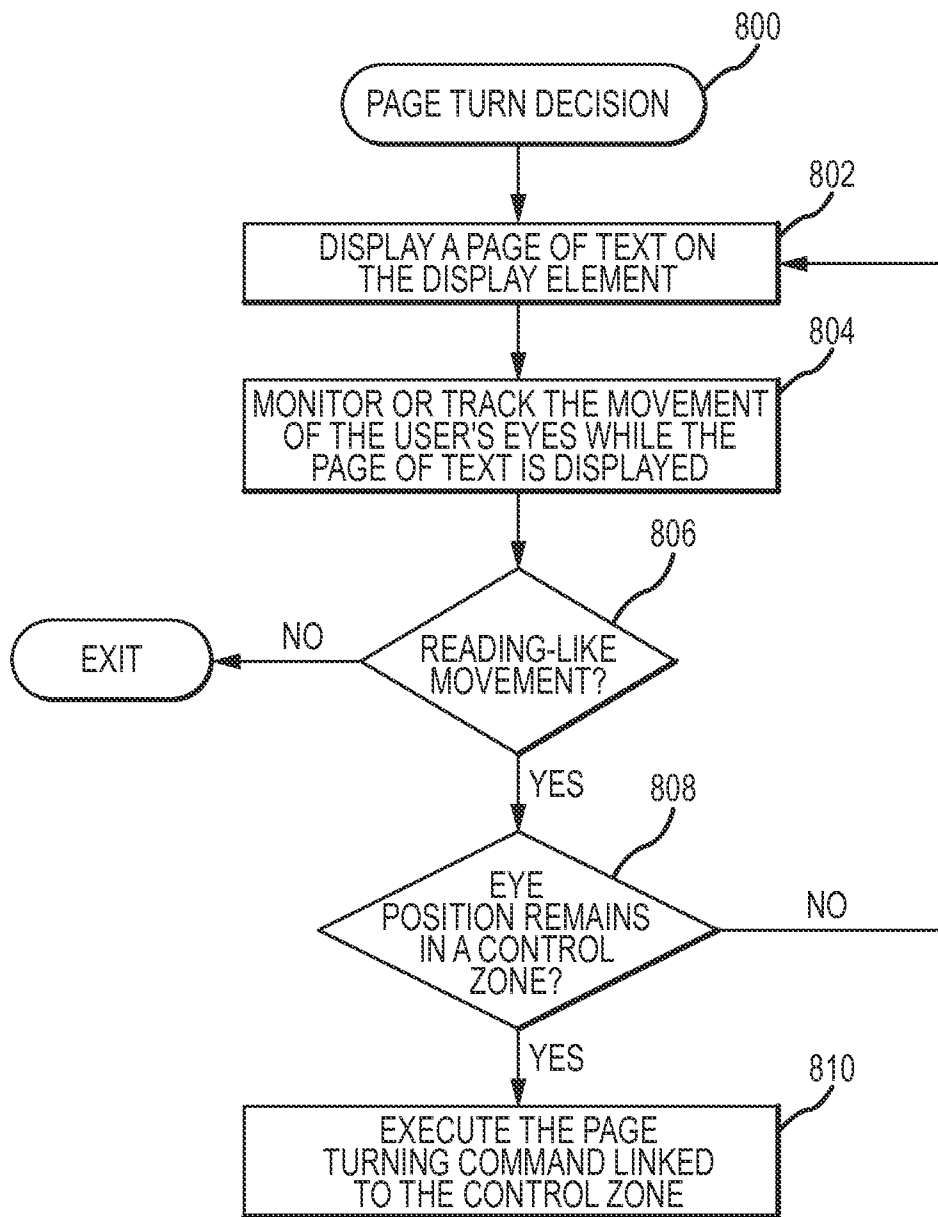 800
PAGE TURN DECISION
802
DISPLAY A PAGE OF TEXT ON
THE DISPLAY ELEMENT
804
MONITOR OR TRACK THE MOVEMENT
OF THE USER'S EYES WHILE THE
PAGE OF TEXT IS DISPLAYED
806
EXIT
NO
READING-LIKE
MOVEMENT?
YES
808
EYE
POSITION REMAINS
IN A CONTROL
ZONE?
NO
YES
810
EXECUTE THE PAGE
TURNING COMMAND LINKED
TO THE CONTROL ZONE